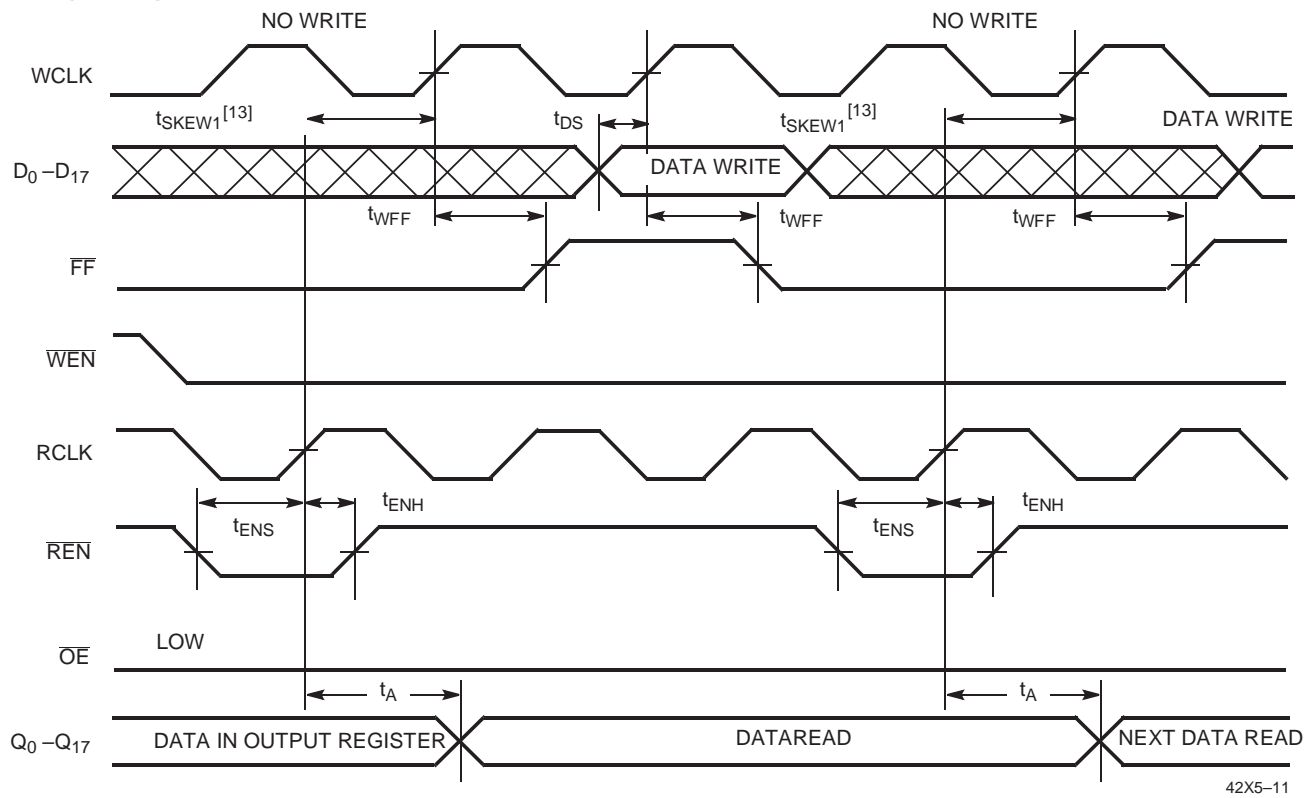 NO WRITE NO WRITE
WCLK
tSKEW1[13] tDS tSKEW1[13] DATA WRITE
D0–D17 DATA WRITE
tWFF tWFF tWFF
FF
WEN
RCLK
tENS tENH tENS tENH
REN
OE LOW
tA tA
Q0–Q17 DATA IN OUTPUT REGISTER DATAREAD NEXT DATA READ
42X5–11